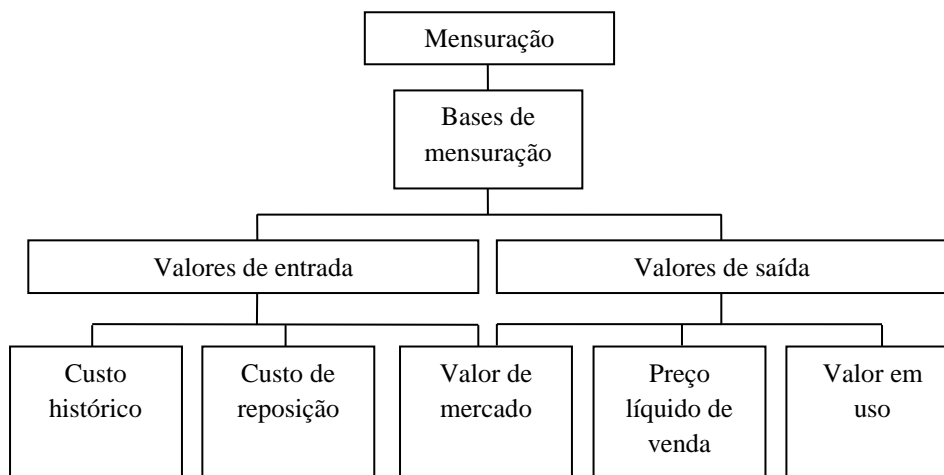 Mensuração
Bases de
mensuração
Valores de entrada
Valores de saída
Custo
histórico
Custo de
reposição
Valor de
mercado
Preço
líquido de
venda
Valor em
uso